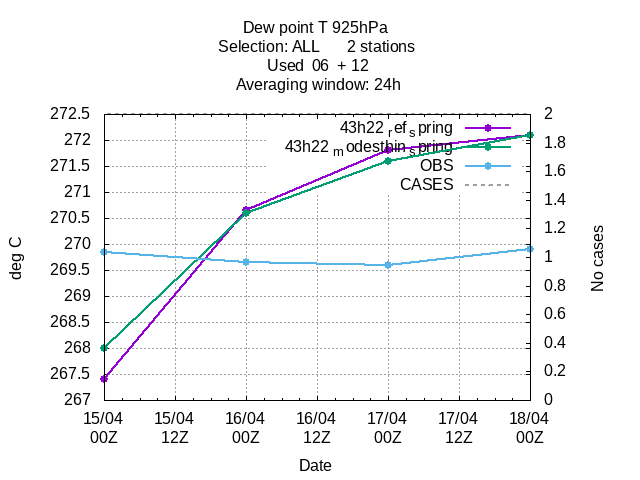 Dew point T 925hPa
Selection: ALL 2 stations
Used 06 + 12
Averaging window: 24h
272.5
272
271.5
271
270.5
270
269.5
269
268.5
268
267.5
267
deg C
2
1.8
1.6
1.4
1.2
1
0.8
0.6
0.4
0.2
0
No cases
43h22 ref spring
43h22 modesthin spring
OBS
CASES
15/04 15/04 16/04 16/04 17/04 17/04 18/04
00Z 12Z 00Z 12Z 00Z 12Z 00Z
Date